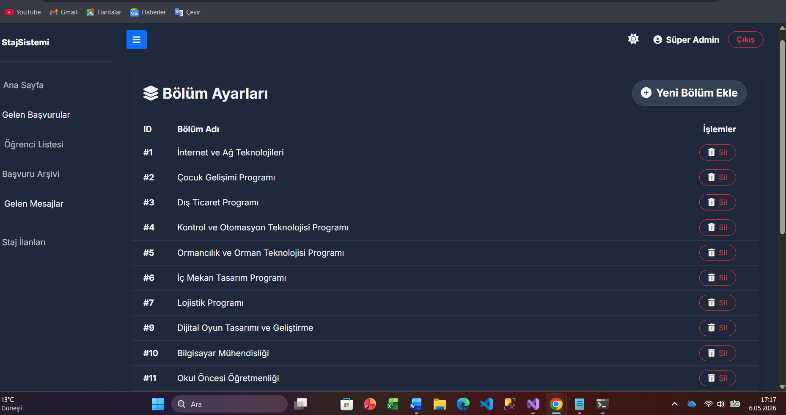 YouTube Gmail Haritalar Haberler Çevir
StajSistemi
Süper Admin Çıkış
Ana Sayfa
Gelen Başvurular
Öğrenci Listesi
Başvuru Arşivi
Gelen Mesajlar
Staj İlanları
Bölüm Ayarları
Yeni Bölüm Ekle
ID Bölüm Adı İşlemler
#1 İnternet ve Ağ Teknolojileri Sil
#2 Çocuk Gelişimi Programı Sil
#3 Dış Ticaret Programı Sil
#4 Kontrol ve Otomasyon Teknolojisi Programı Sil
#5 Ormancılık ve Orman Teknolojisi Programı Sil
#6 İç Mekan Tasarım Programı Sil
#7 Lojistik Programı Sil
#9 Dijital Oyun Tasarımı ve Geliştirme Sil
#10 Bilgisayar Mühendisliği Sil
#11 Okul Öncesi Öğretmenliği Sil
13°C
Güneşli
Ara
17:17
6.05.2026